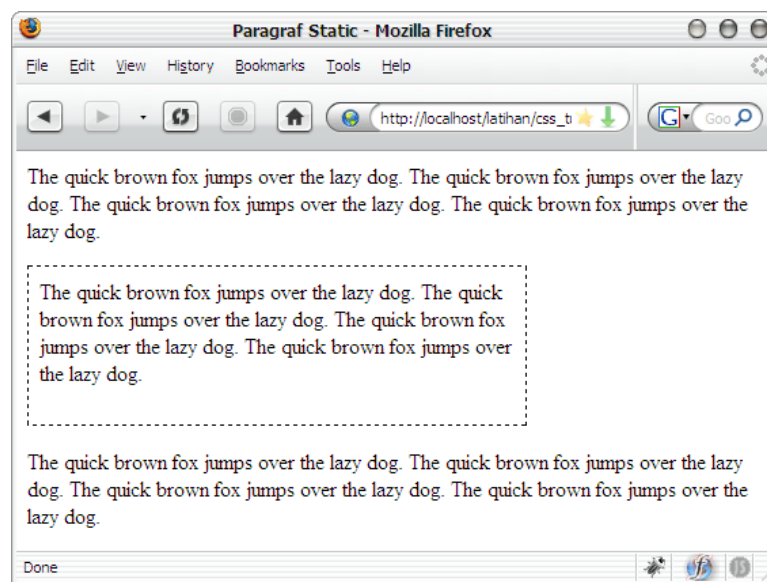 Paragraf Static - Mozilla Firefox
File Edit View History Bookmarks Tools Help
http://localhost/latihan/css_t
G Goo
The quick brown fox jumps over the lazy dog. The quick brown fox jumps over the lazy
dog. The quick brown fox jumps over the lazy dog. The quick brown fox jumps over the
lazy dog.
The quick brown fox jumps over the lazy dog. The quick
brown fox jumps over the lazy dog. The quick brown fox
jumps over the lazy dog. The quick brown fox jumps over
the lazy dog.
The quick brown fox jumps over the lazy dog. The quick brown fox jumps over the lazy
dog. The quick brown fox jumps over the lazy dog. The quick brown fox jumps over the
lazy dog.
Done